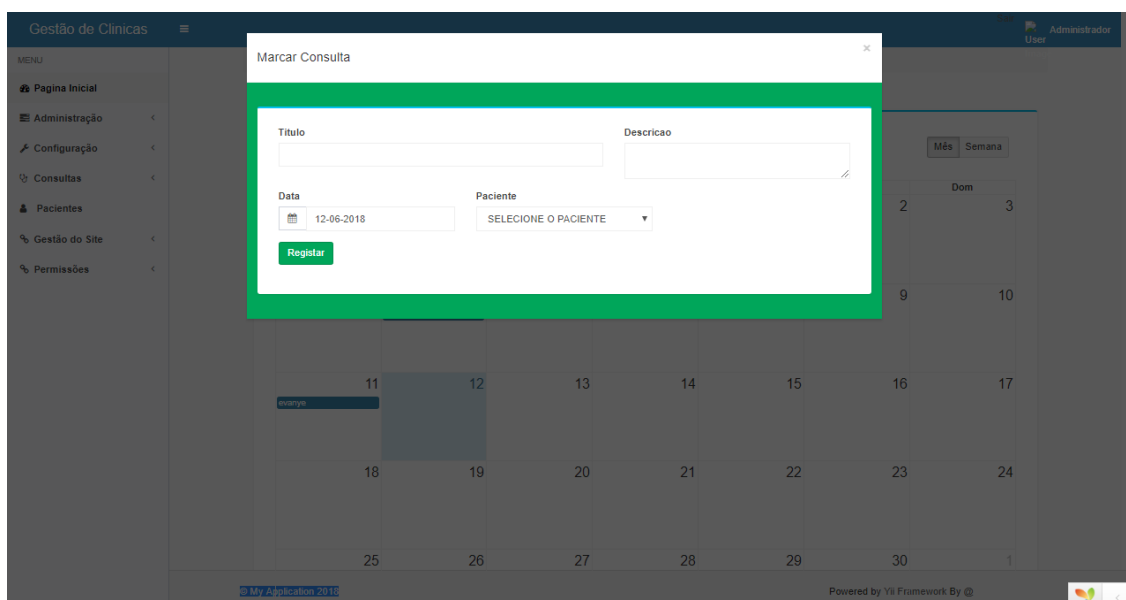 Gestão de Clinicas
User
Administrador
MENU
Pagina Inicial
Administração
Configuração
Consultas
Pacientes
Gestão do Site
Permissões
Marcar Consulta
×
Titulo
Descricao
Data
12-06-2018
Paciente
SELECIONE O PACIENTE
Registar
Mês
Semana
Dom
2
3
9
10
11
12
13
14
15
16
17
evanye
18
19
20
21
22
23
24
25
26
27
28
29
30
1
© My Application 2018
Powered by Yii Framework By @